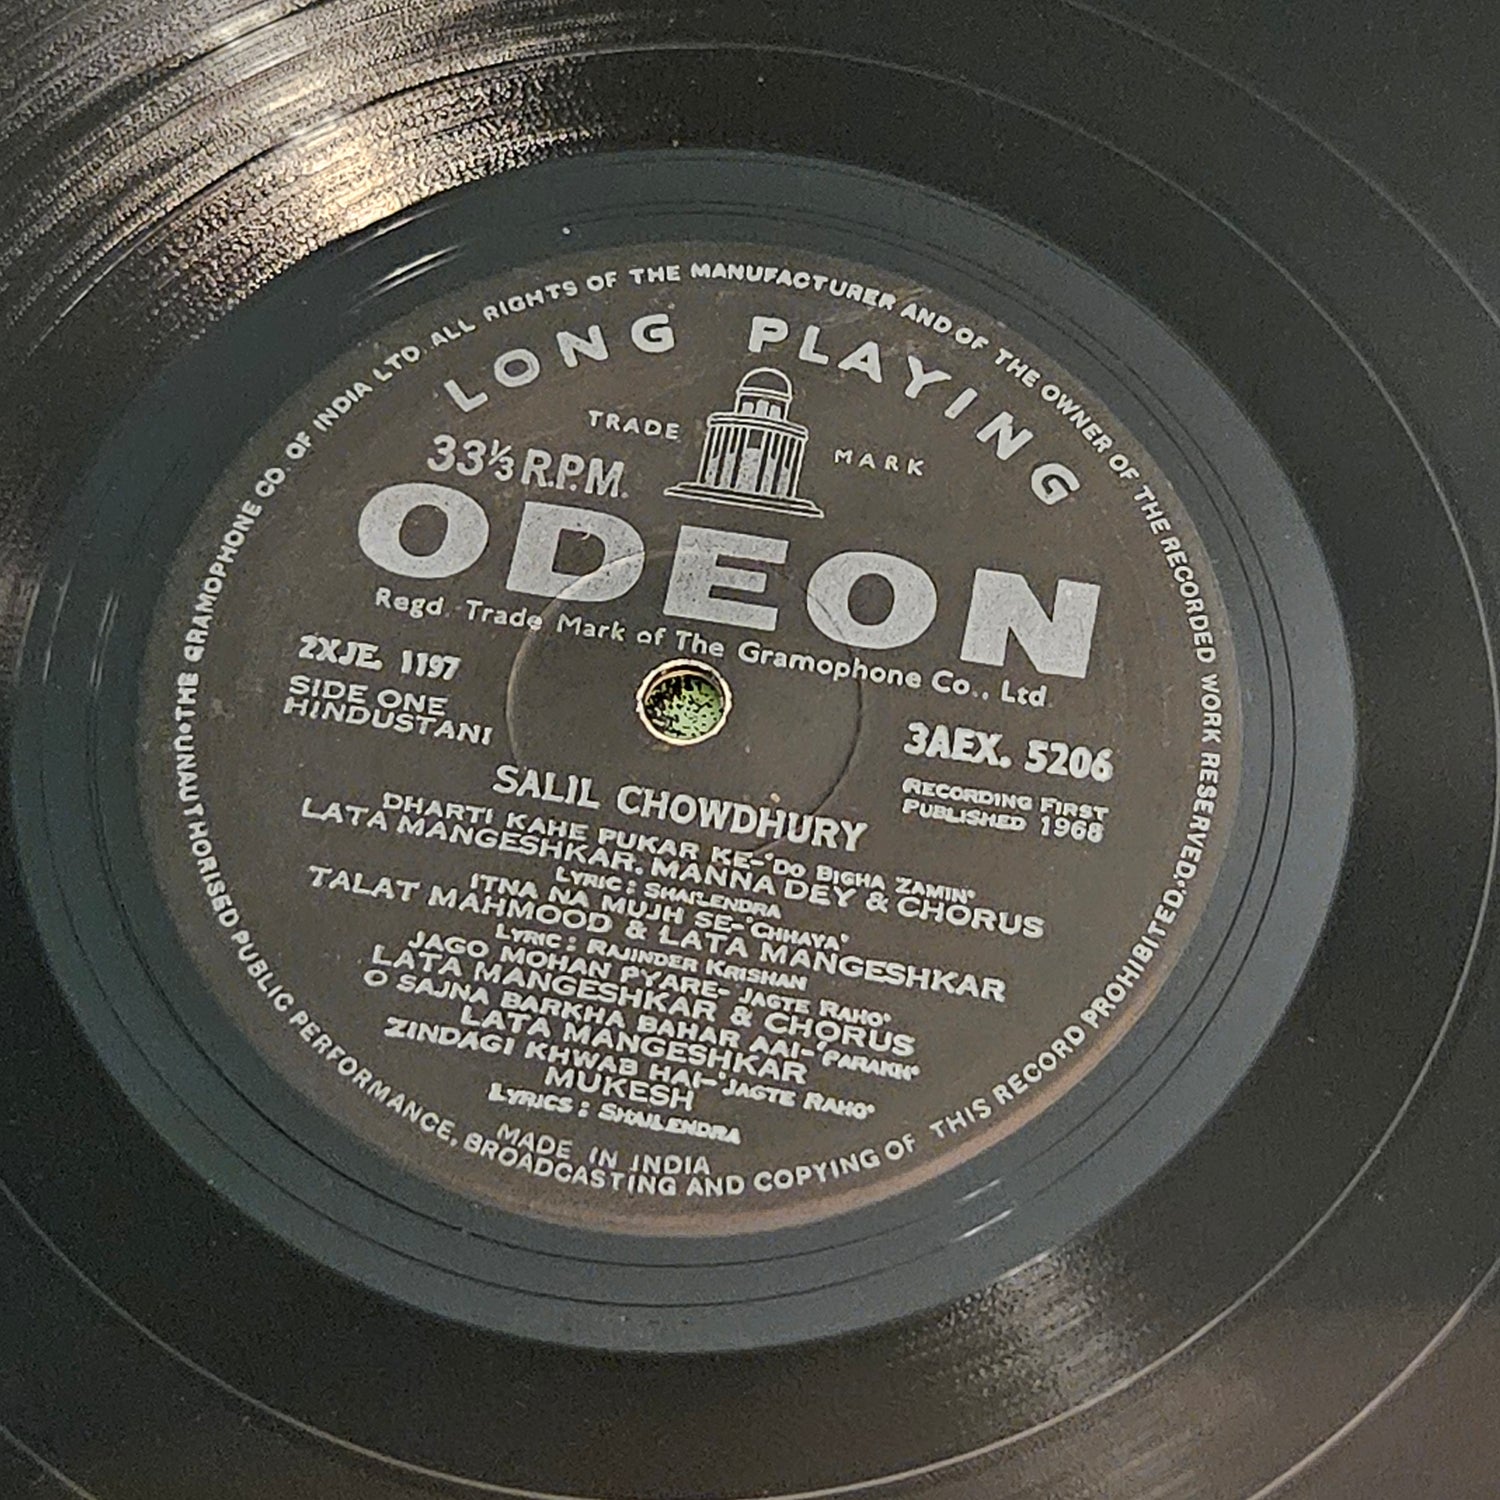 UNAUTHORISED PUBLIC PERFORMANCE, BROADCASTING AND COPYING OF THIS RECORD PROHIBITED•
•THE GRAMOPHONE CO OF INDIA LTD. ALL RIGHTS OF THE MANUFACTURER AND OF THE OWNER OF THE RECORDED WORK RESERVED•
LONG PLAYING
TRADE MARK
33⅓ R.P.M.
ODEON
Regd. Trade Mark of The Gramophone Co., Ltd.
2XJE. 1197
SIDE ONE
HINDUSTANI
3AEX. 5206
RECORDING FIRST
PUBLISHED 1968
SALIL CHOWDHURY
DHARTI KAHE PUKAR KE-'DO BIGHA ZAMIN'
LATA MANGESHKAR, MANNA DEY & CHORUS
LYRIC : SHAILENDRA
ITNA NA MUJH SE-'CHHAYA'
TALAT MAHMOOD & LATA MANGESHKAR
LYRIC : RAJINDER KRISHAN
JAGO MOHAN PYARE-'JAGTE RAHO'
LATA MANGESHKAR & CHORUS
O SAJNA BARKHA BAHAR AAI-'PARAKH'
LATA MANGESHKAR
ZINDAGI KHWAB HAI-'JAGTE RAHO'
MUKESH
LYRICS : SHAILENDRA
MADE IN INDIA